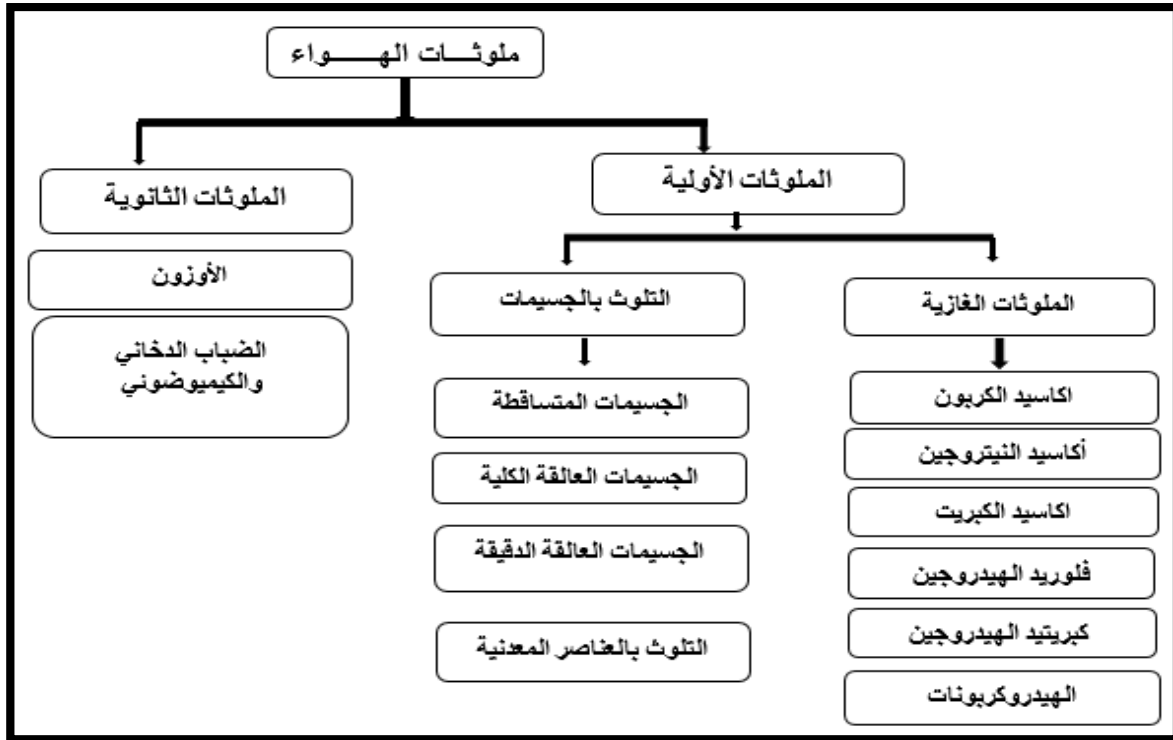 ملوثـــات الهـــــواء
الملوثات الأولية
الملوثات الثانوية
الملوثات الغازية
اكاسيد الكربون
أكاسيد النيتروجين
اكاسيد الكبريت
فلوريد الهيدروجين
كبريتيد الهيدروجين
الهيدروكربونات
التلوث بالجسيمات
الجسيمات المتساقطة
الجسيمات العالقة الكلية
الجسيمات العالقة الدقيقة
التلوث بالعناصر المعدنية
الأوزون
الضباب الدخاني
والكيميوضوني